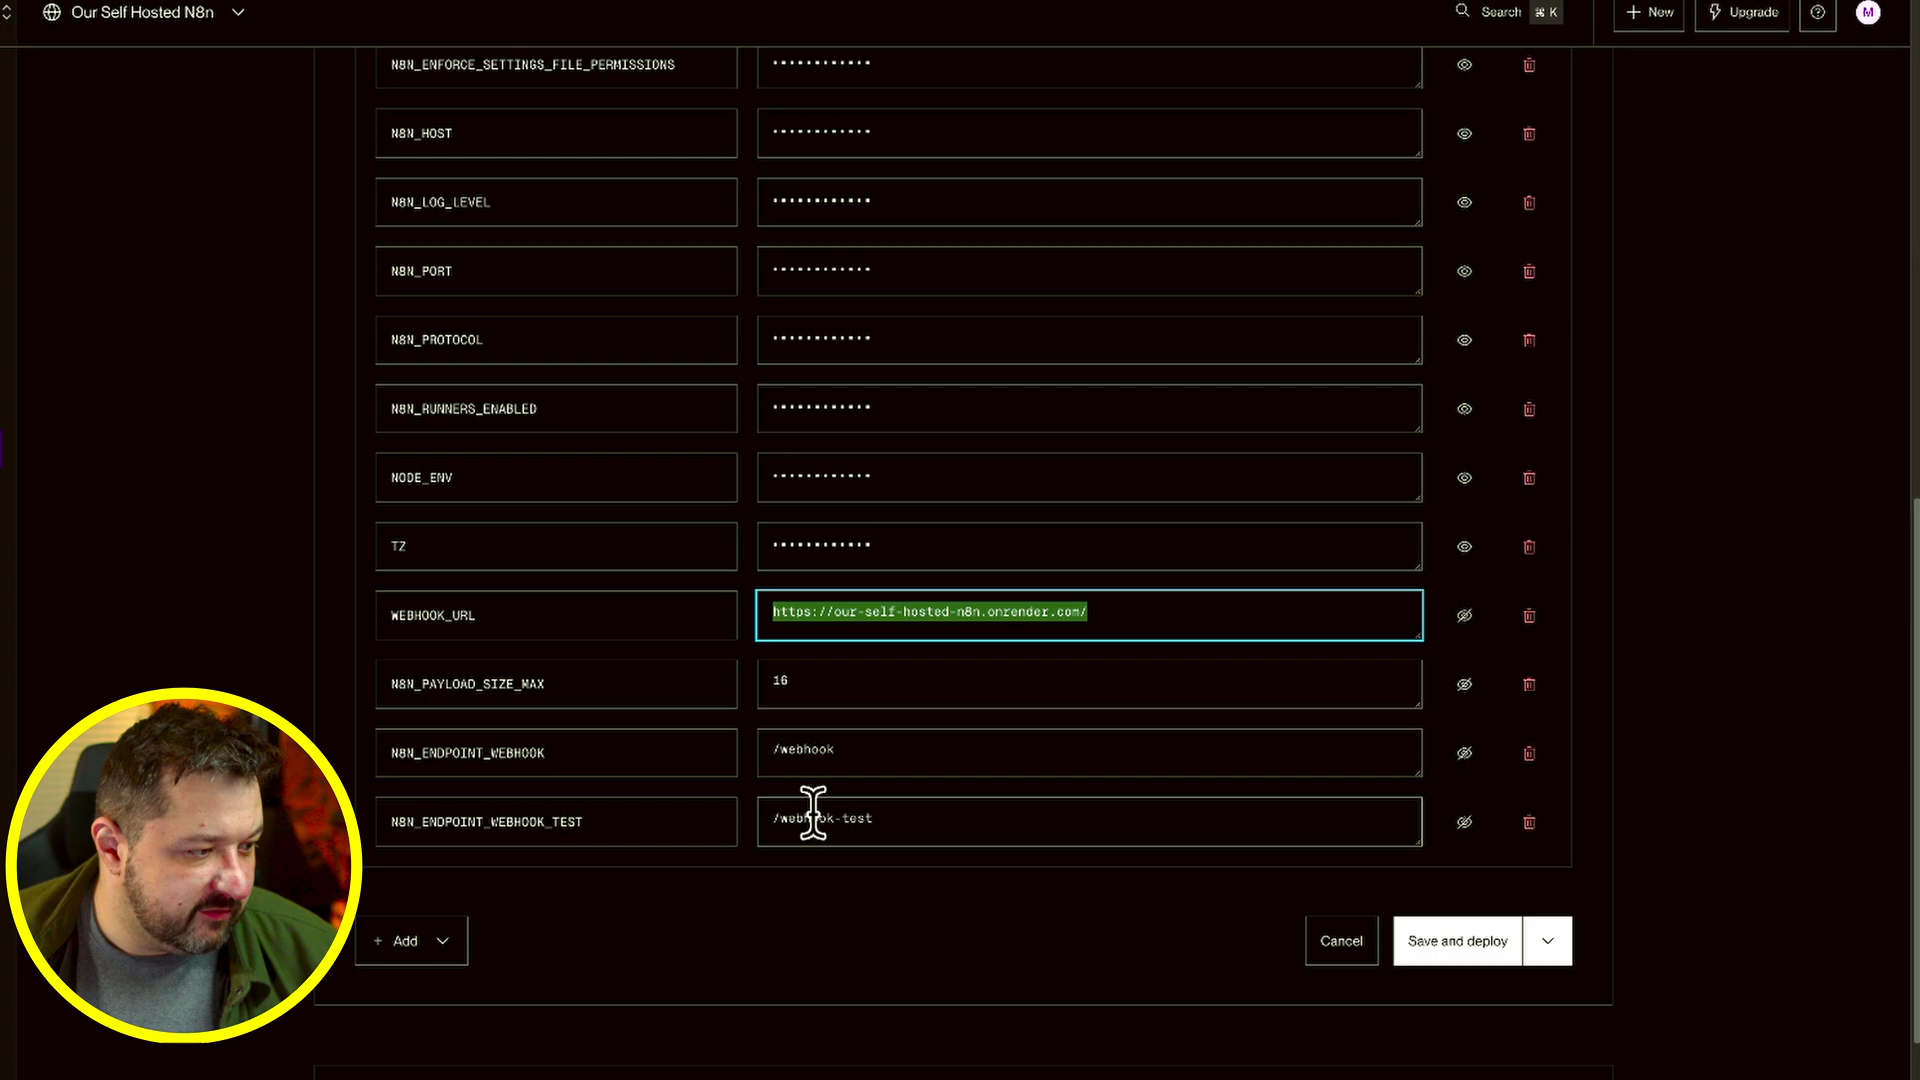 Our Self Hosted N8n
Search ⌘ K
+ New
Upgrade
M
N8N_ENFORCE_SETTINGS_FILE_PERMISSIONS ••••••••••••
N8N_HOST ••••••••••••
N8N_LOG_LEVEL ••••••••••••
N8N_PORT ••••••••••••
N8N_PROTOCOL ••••••••••••
N8N_RUNNERS_ENABLED ••••••••••••
NODE_ENV ••••••••••••
TZ ••••••••••••
WEBHOOK_URL https://our-self-hosted-n8n.onrender.com/
N8N_PAYLOAD_SIZE_MAX 16
N8N_ENDPOINT_WEBHOOK /webhook
N8N_ENDPOINT_WEBHOOK_TEST /webhook-test
+ Add
Cancel
Save and deploy